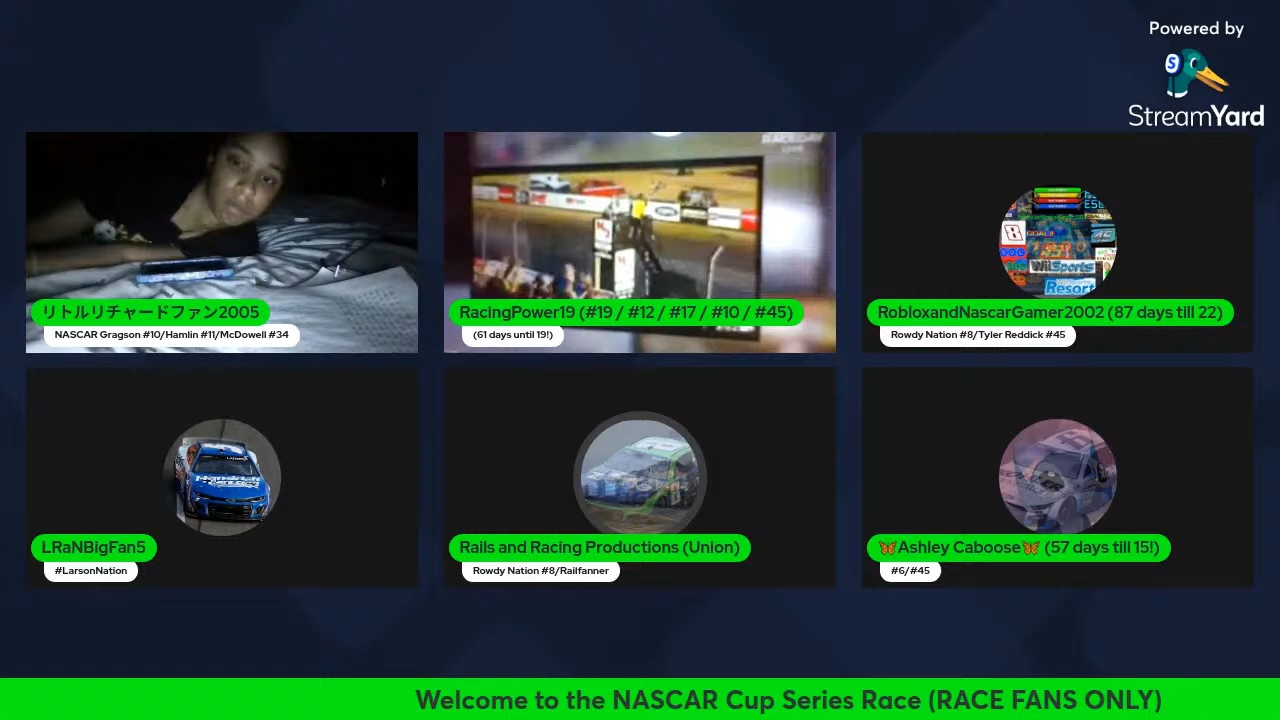 Powered by
StreamYard
リトルリチャードファン2005
NASCAR Gragson #10/Hamlin #11/McDowell #34
RacingPower19 (#19 / #12 / #17 / #10 / #45)
(61 days until 19!)
WilSports
Resort
RobloxandNascarGamer2002 (87 days till 22)
Rowdy Nation #8/Tyler Reddick #45
LRaNBigFan5
#LarsonNation
Rails and Racing Productions (Union)
Rowdy Nation #8/Railfanner
🦋Ashley Caboose🦋 (57 days till 15!)
#6/#45
Welcome to the NASCAR Cup Series Race (RACE FANS ONLY)